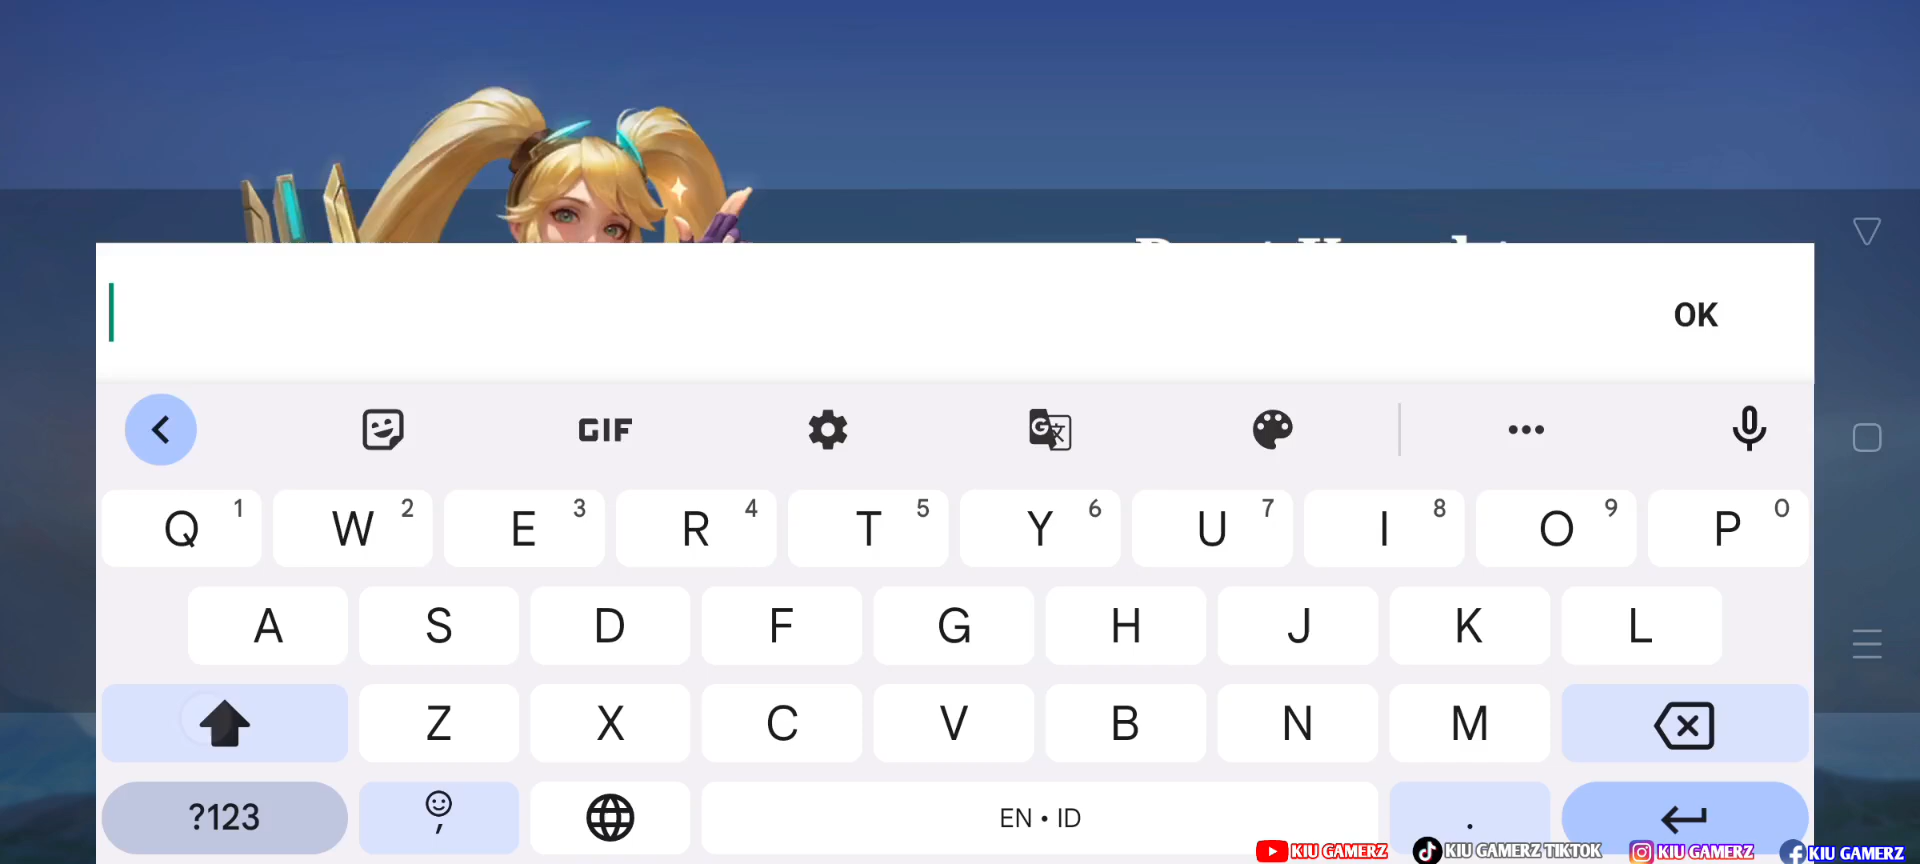 OK
GIF
Q 1 W 2 E 3 R 4 T 5 Y 6 U 7 I 8 O 9 P 0
A S D F G H J K L
Z X C V B N M
?123 , EN • ID .
KIU GAMERZ KIU GAMERZ TIKTOK KIU GAMERZ KIU GAMERZ